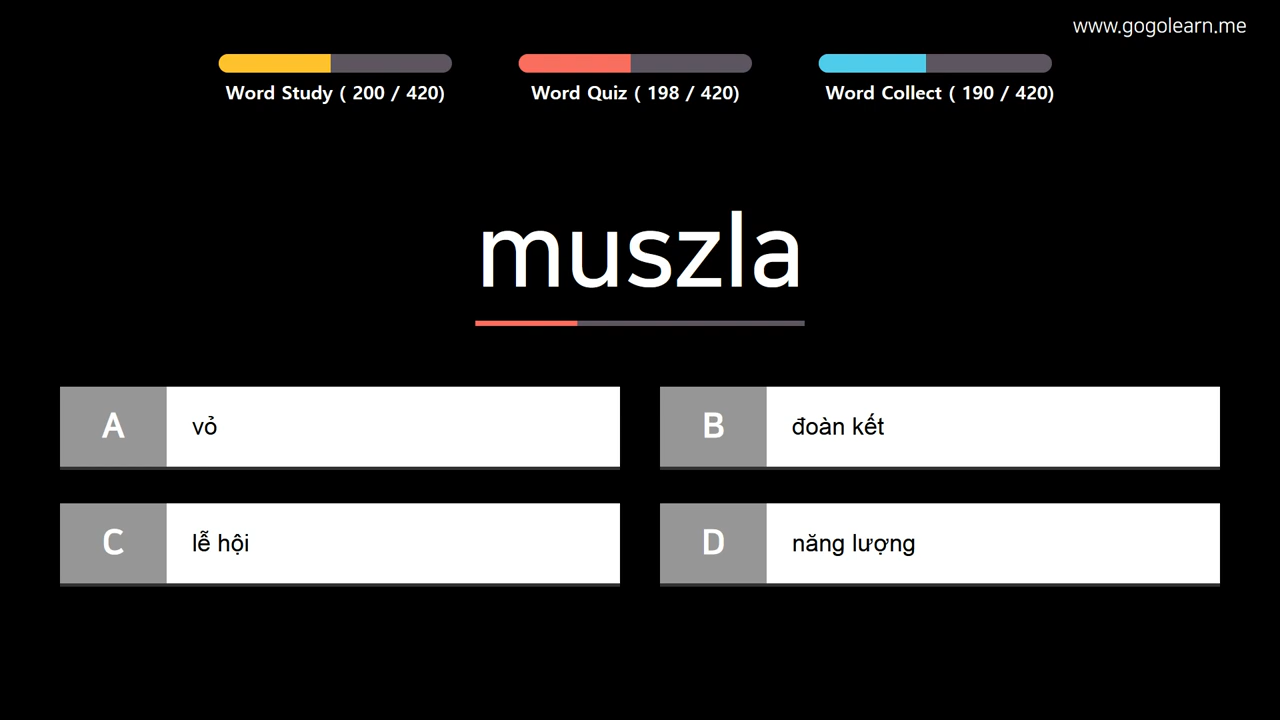 www.gogolearn.me
Word Study ( 200 / 420)
Word Quiz ( 198 / 420)
Word Collect ( 190 / 420)
muszla
A vỏ
B đoàn kết
C lễ hội
D năng lượng